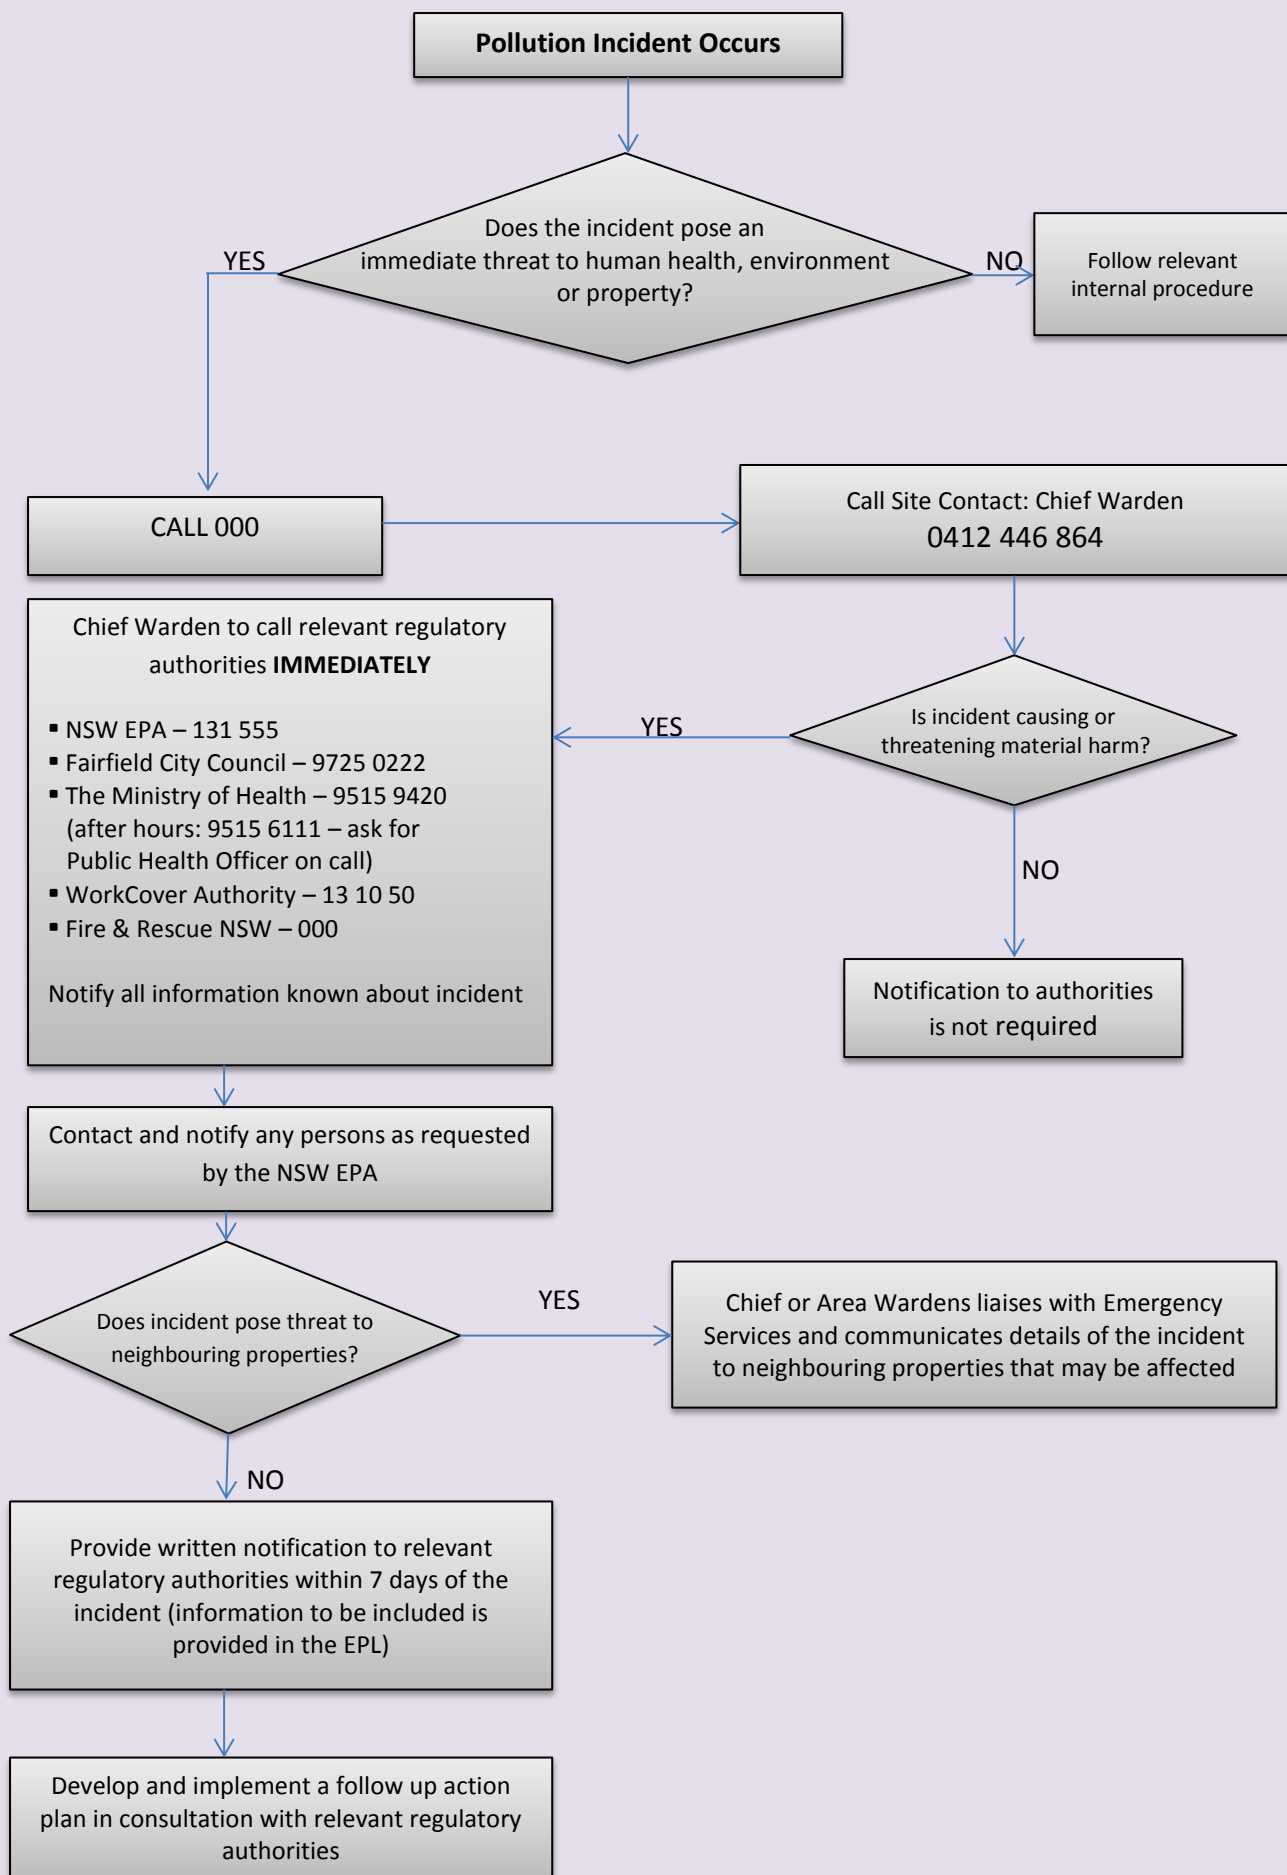 Pollution Incident Occurs
Does the incident pose an
immediate threat to human health, environment
or property?
YES
NO
Follow relevant
internal procedure
CALL 000
Call Site Contact: Chief Warden
0412 446 864
Chief Warden to call relevant regulatory
authorities IMMEDIATELY
▪ NSW EPA – 131 555
▪ Fairfield City Council – 9725 0222
▪ The Ministry of Health – 9515 9420
(after hours: 9515 6111 – ask for
Public Health Officer on call)
▪ WorkCover Authority – 13 10 50
▪ Fire & Rescue NSW – 000
Notify all information known about incident
YES
Is incident causing or
threatening material harm?
NO
Notification to authorities
is not required
Contact and notify any persons as requested
by the NSW EPA
Does incident pose threat to
neighbouring properties?
YES
Chief or Area Wardens liaises with Emergency
Services and communicates details of the incident
to neighbouring properties that may be affected
NO
Provide written notification to relevant
regulatory authorities within 7 days of the
incident (information to be included is
provided in the EPL)
Develop and implement a follow up action
plan in consultation with relevant regulatory
authorities